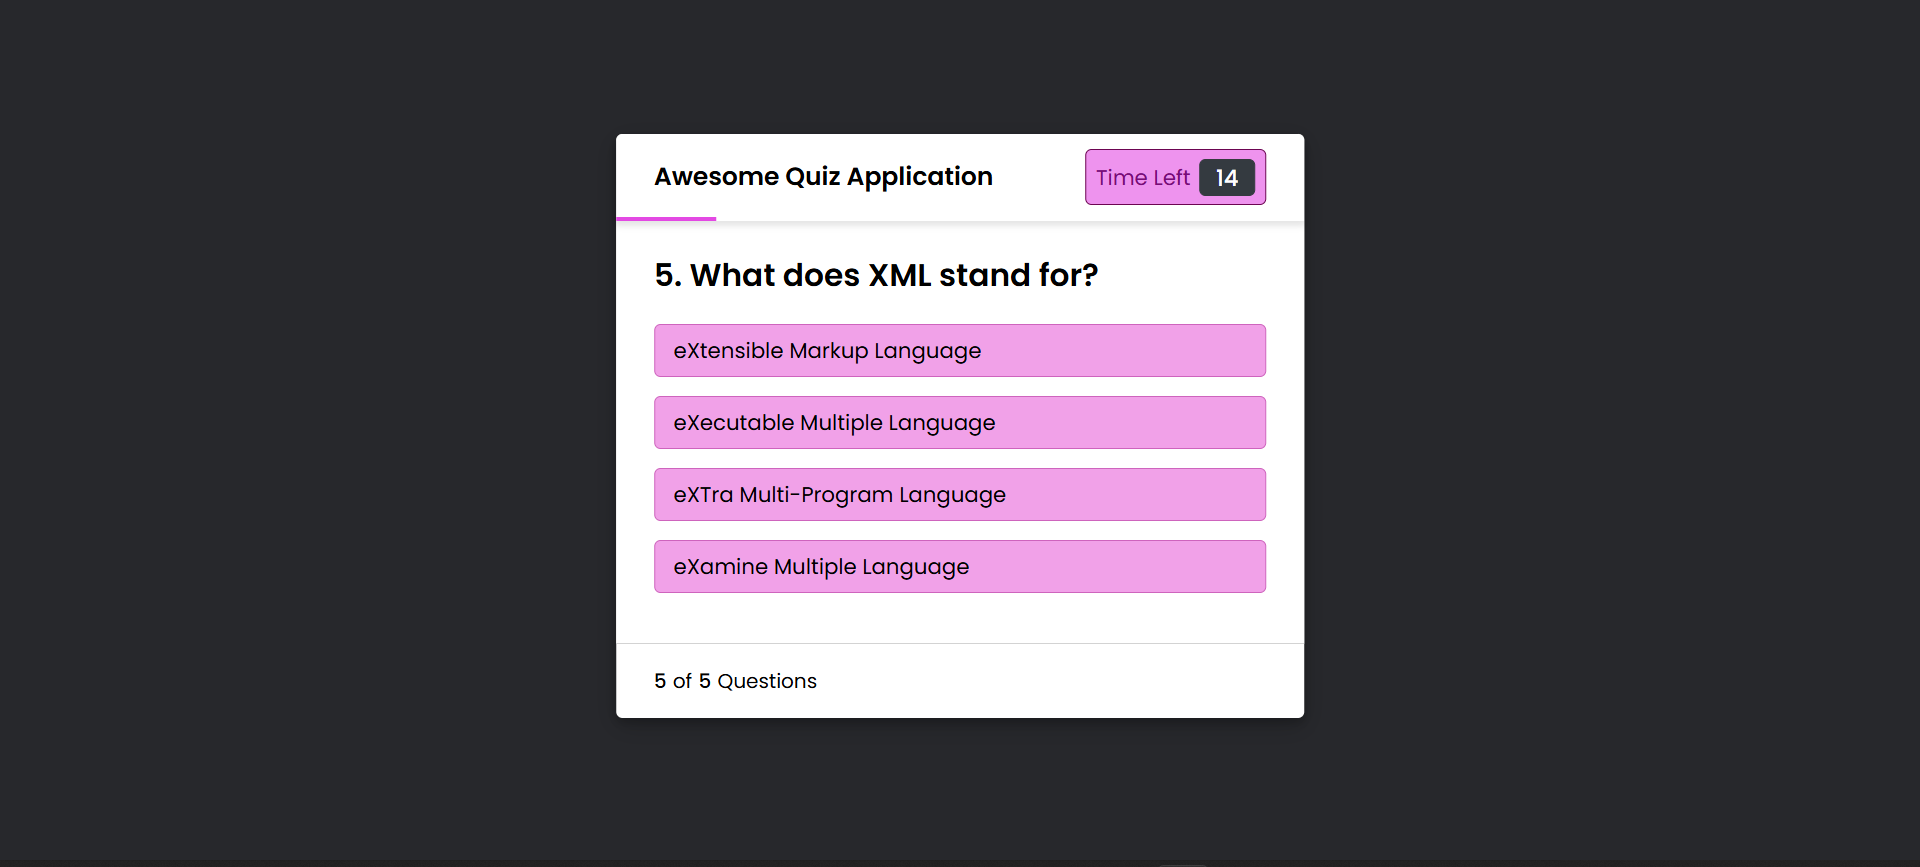 Awesome Quiz Application
Time Left 14
5. What does XML stand for?
eXtensible Markup Language
eXecutable Multiple Language
eXTra Multi-Program Language
eXamine Multiple Language
5 of 5 Questions